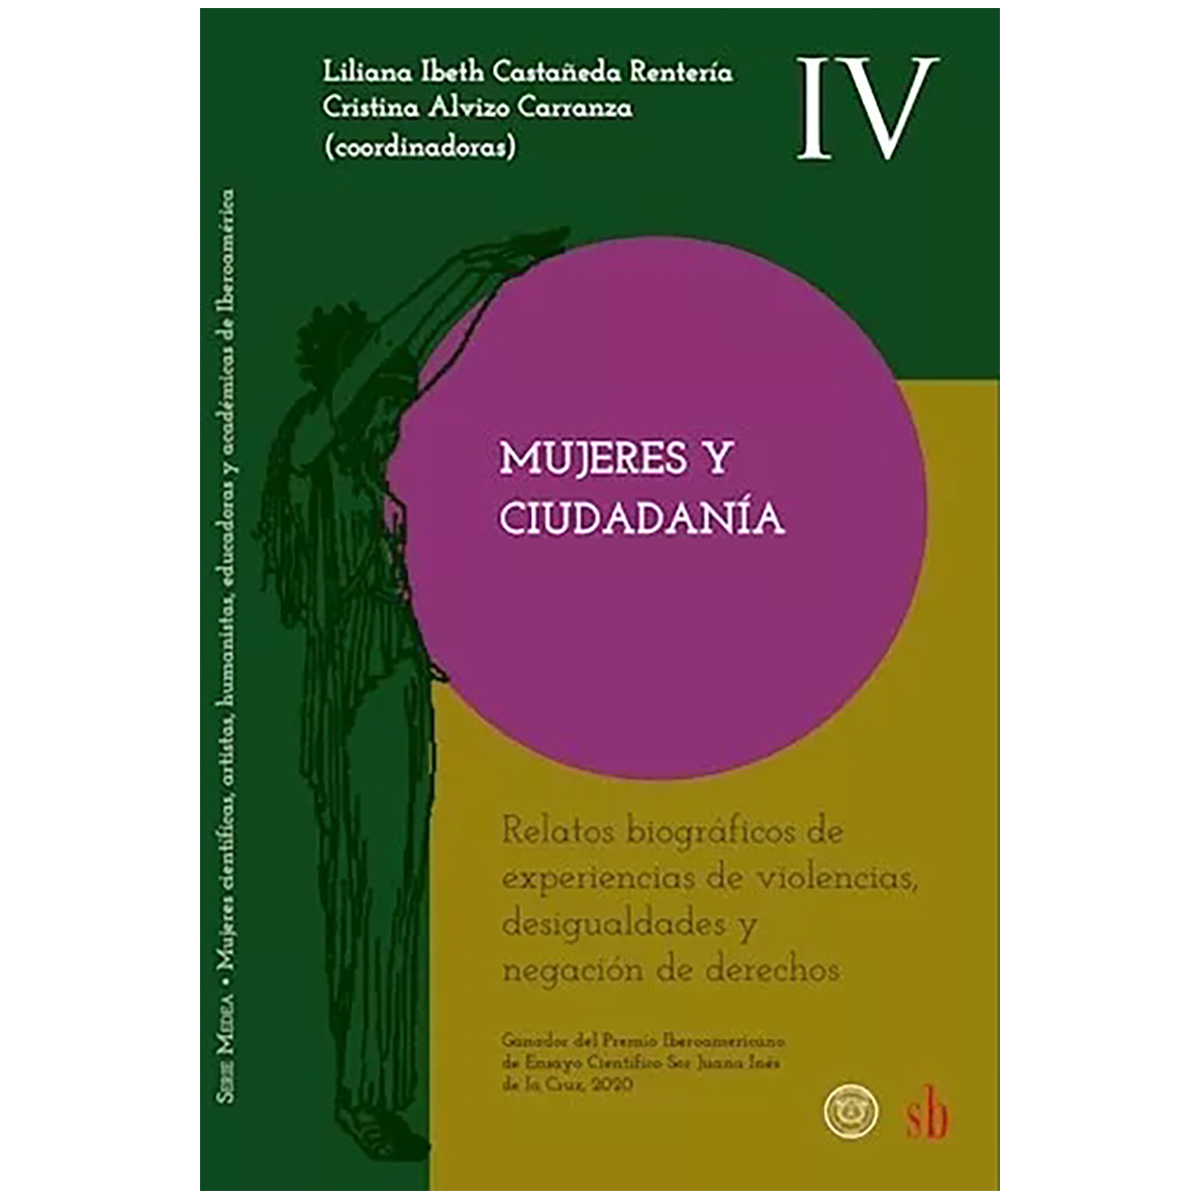 Liliana Ibeth Castañeda Rentería
Cristina Alvizo Carranza
(coordinadoras)
IV
Serie Medea • Mujeres científicas, artistas, humanistas, educadoras y académicas de Iberoamérica
MUJERES Y
CIUDADANÍA
Relatos biográficos de
experiencias de violencias,
desigualdades y
negación de derechos
Ganador del Premio Iberoamericano
de Ensayo Científico Sor Juana Inés
de la Cruz, 2020
sb